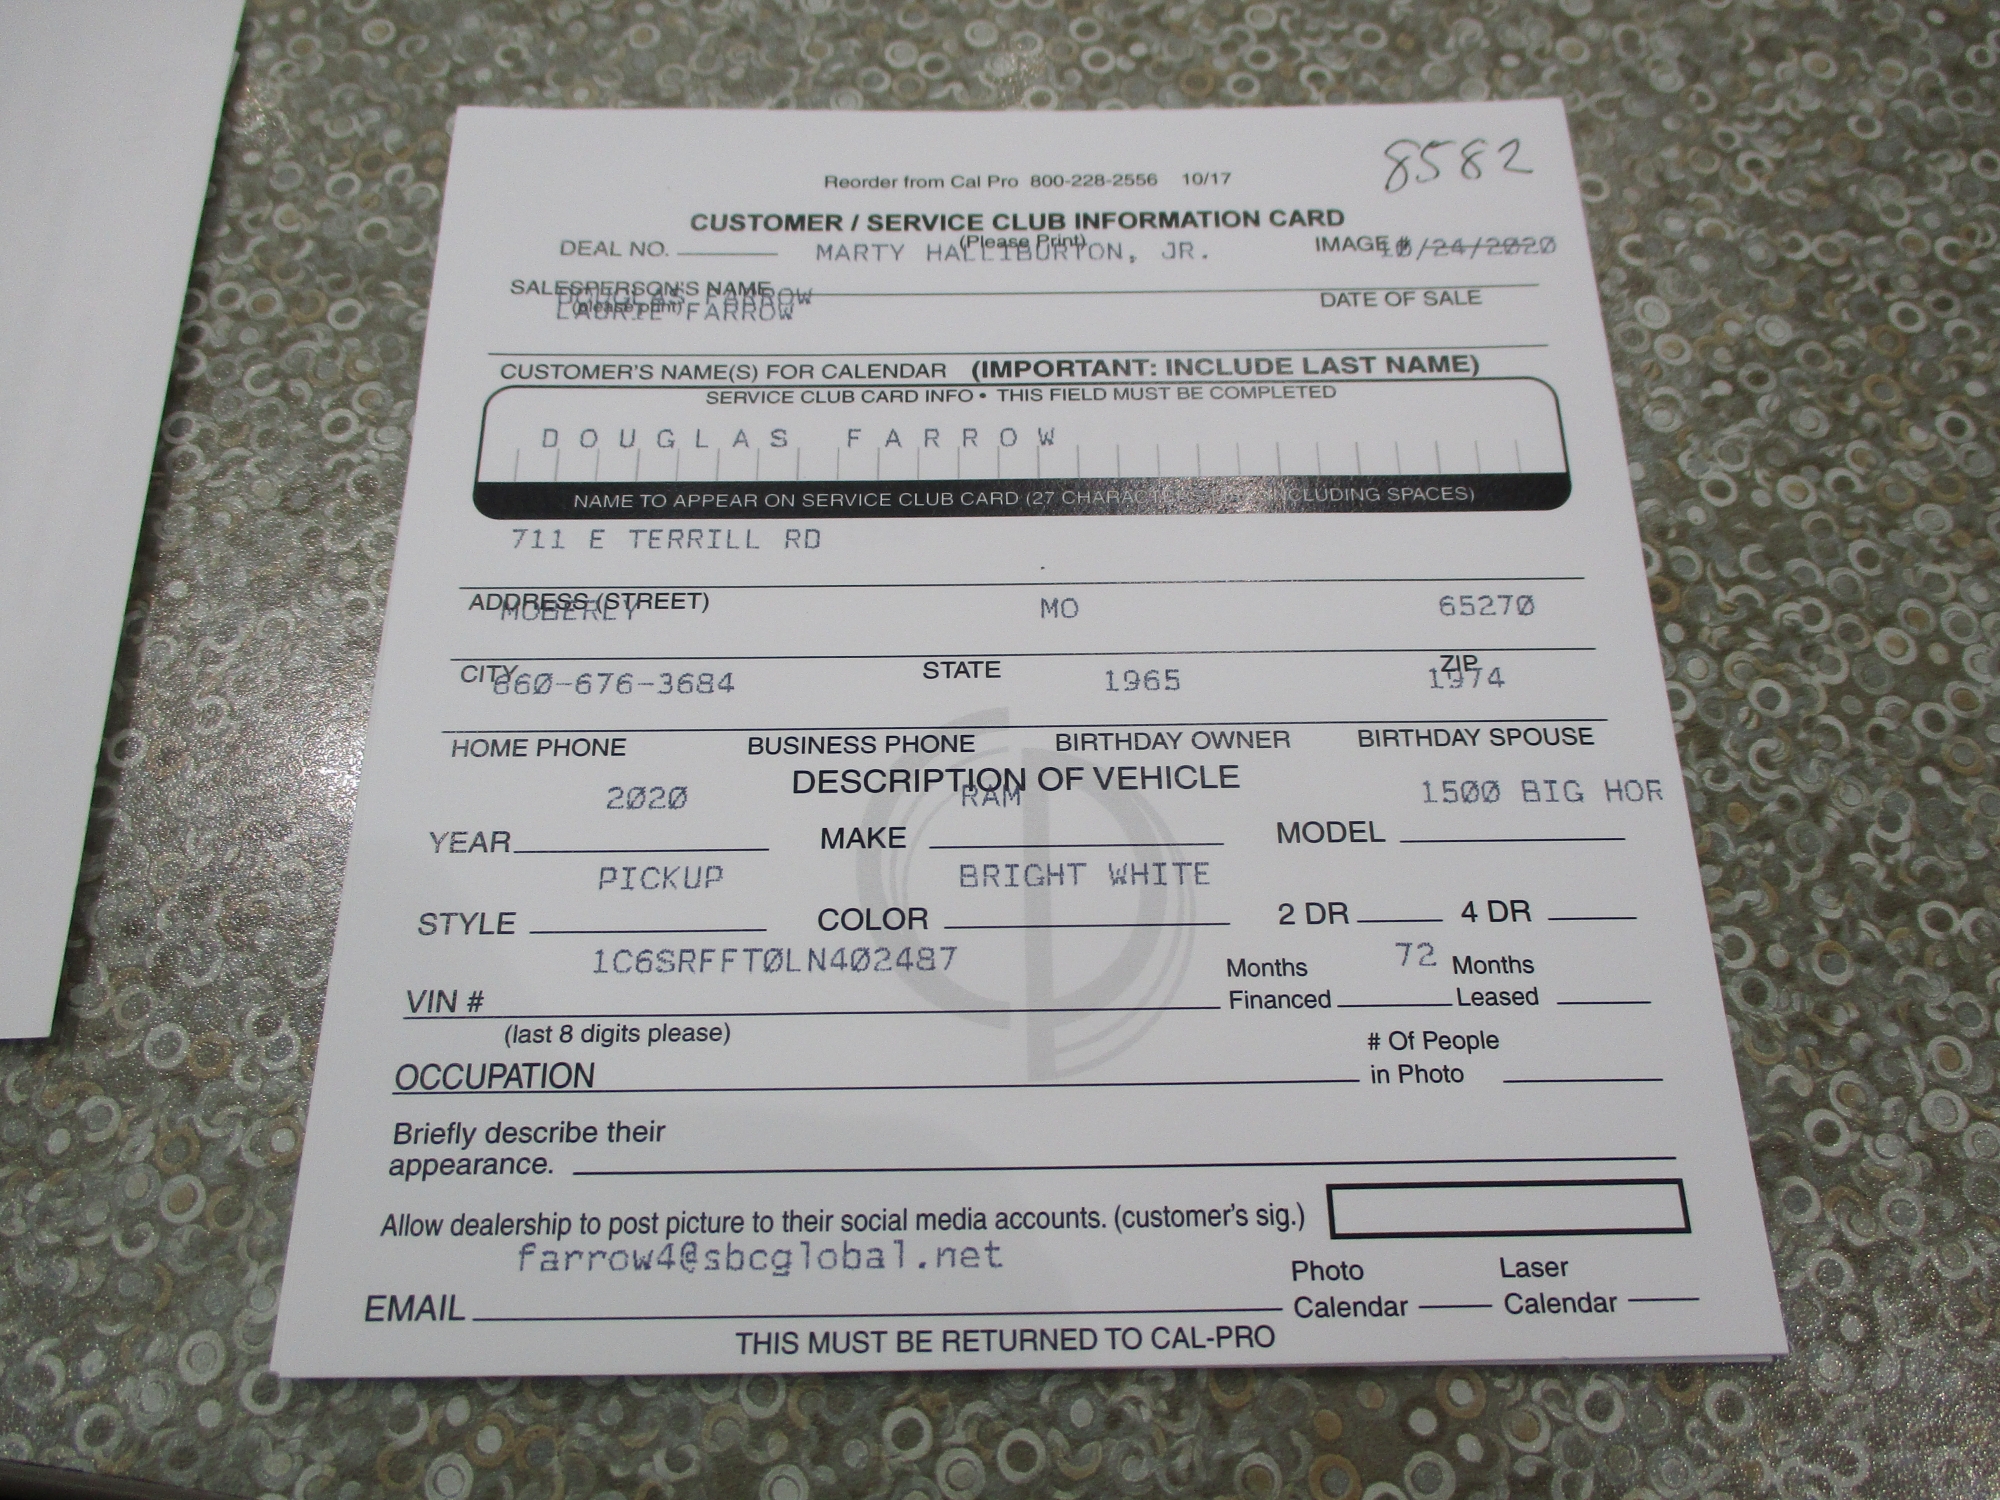 8582
Reorder from Cal Pro 800-228-2556 10/17
CUSTOMER / SERVICE CLUB INFORMATION CARD
(Please Print)
DEAL NO. MARTY HALLIBURTON, JR. IMAGE # 10/24/2020
SALESPERSON'S NAME DATE OF SALE
DOUGLAS FARROW
(please print)
LAURIE FARROW
CUSTOMER'S NAME(S) FOR CALENDAR (IMPORTANT: INCLUDE LAST NAME)
SERVICE CLUB CARD INFO • THIS FIELD MUST BE COMPLETED
DOUGLAS FARROW
NAME TO APPEAR ON SERVICE CLUB CARD (27 CHARACTERS INCLUDING SPACES)
711 E TERRILL RD
ADDRESS (STREET)
MOBERLY MO 65270
CITY STATE ZIP
660-676-3684 1965 1974
HOME PHONE BUSINESS PHONE BIRTHDAY OWNER BIRTHDAY SPOUSE
DESCRIPTION OF VEHICLE
2020 RAM 1500 BIG HOR
YEAR MAKE MODEL
PICKUP BRIGHT WHITE
STYLE COLOR 2 DR 4 DR
1C6SRFFT0LN402487 72
VIN # Months Financed Months Leased
(last 8 digits please)
OCCUPATION # Of People in Photo
Briefly describe their
appearance.
Allow dealership to post picture to their social media accounts. (customer's sig.)
farrow4@sbcglobal.net
EMAIL Photo Calendar Laser Calendar
THIS MUST BE RETURNED TO CAL-PRO